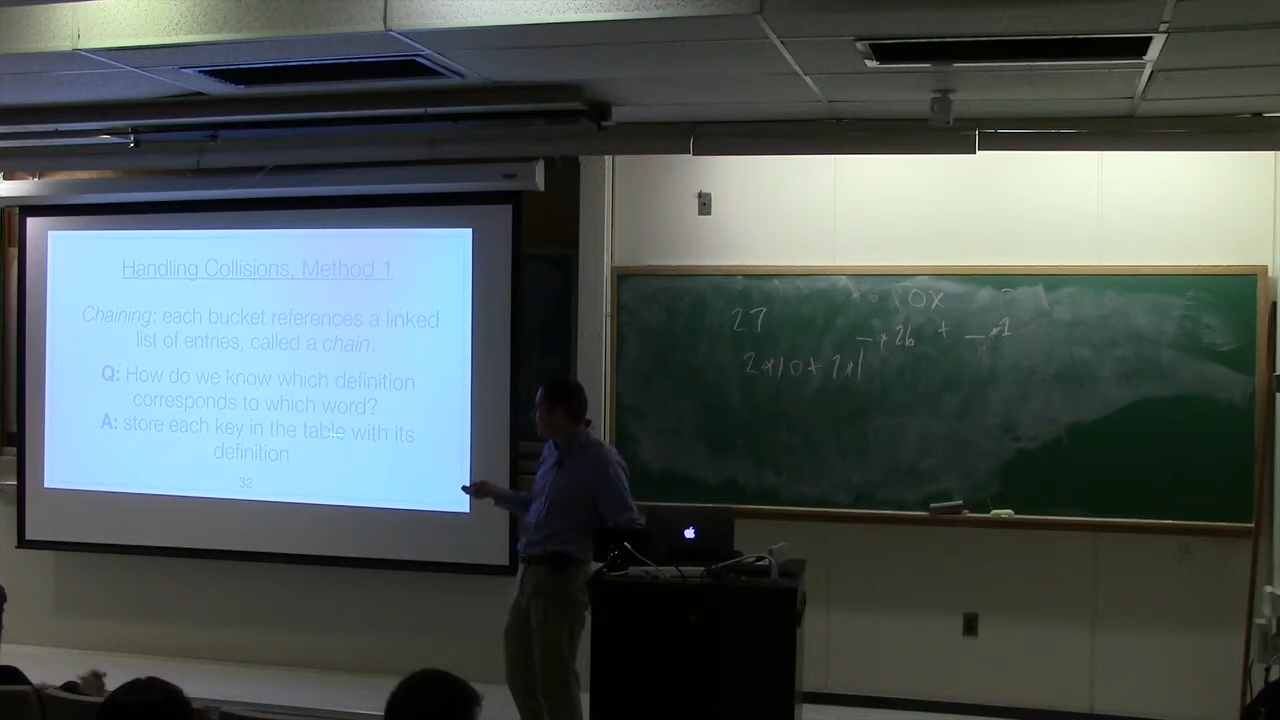 Handling Collisions, Method 1
Chaining: each bucket references a linked
list of entries, called a chain.
Q: How do we know which definition
corresponds to which word?
A: store each key in the table with its
definition
32
27
2*10+7*1